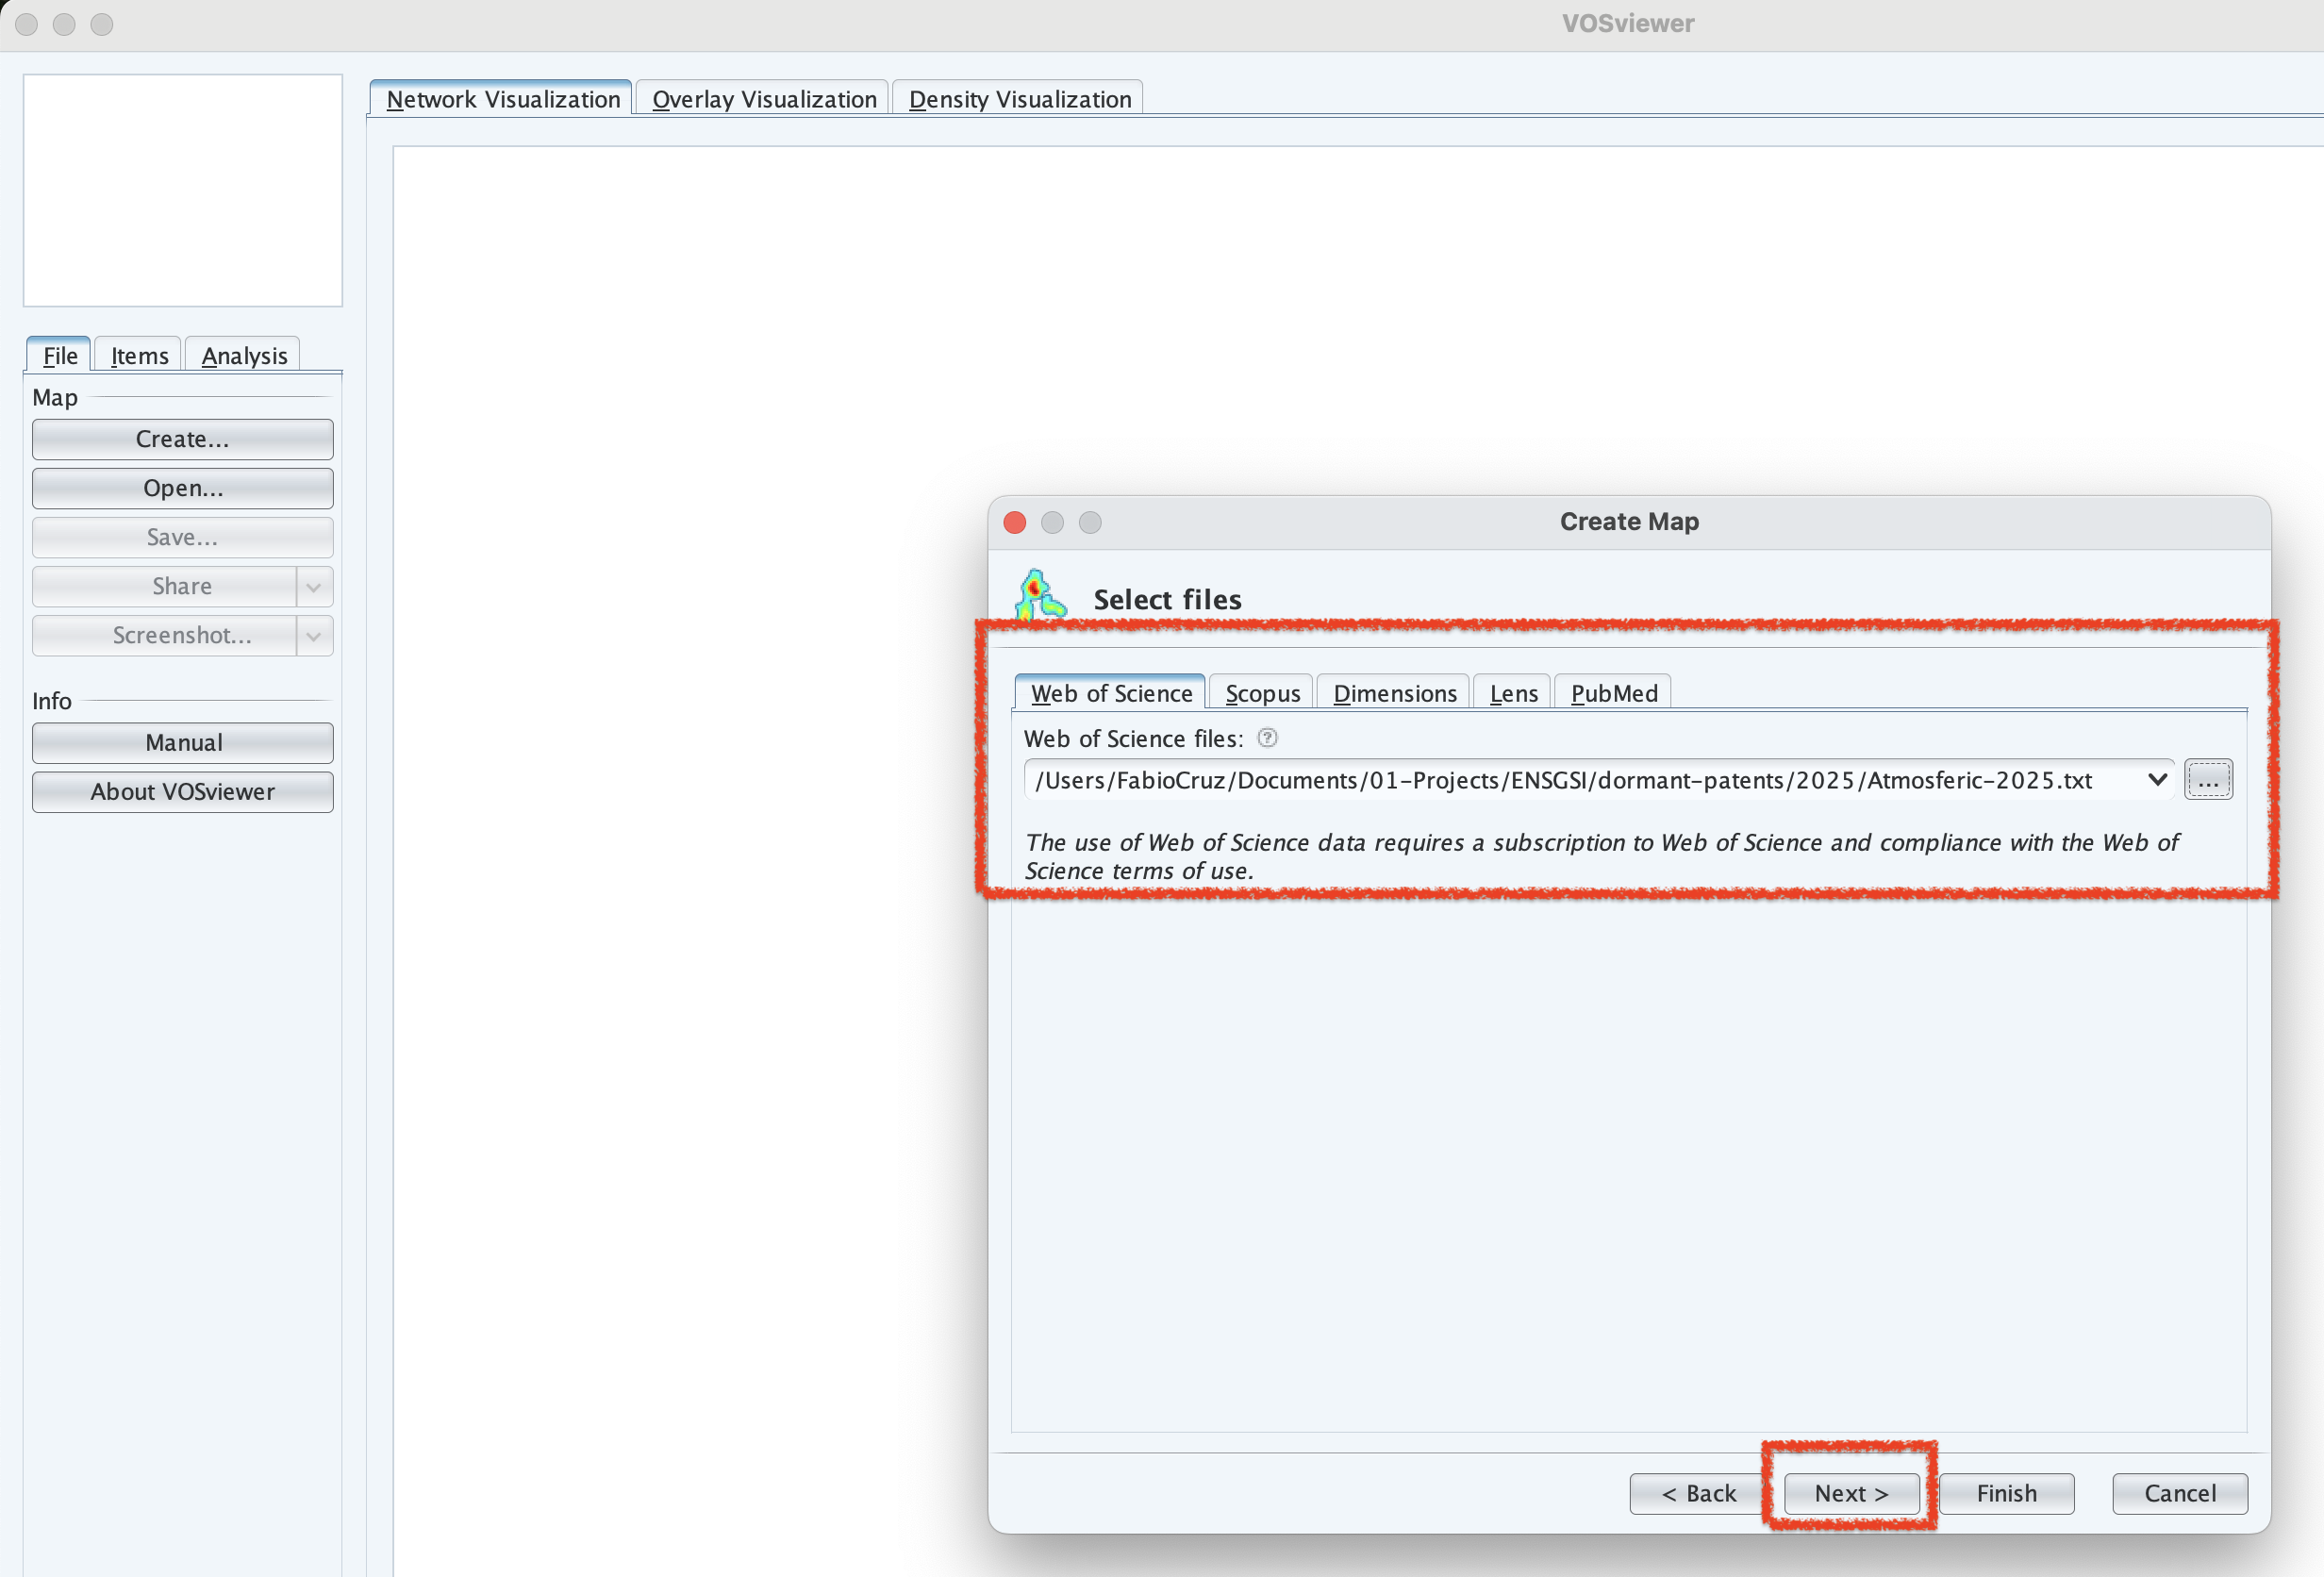 VOSviewer
Network Visualization Overlay Visualization Density Visualization
File Items Analysis
Map
Create...
Open...
Save...
Share
Screenshot...
Info
Manual
About VOSviewer
Create Map
Select files
Web of Science Scopus Dimensions Lens PubMed
Web of Science files: ?
/Users/FabioCruz/Documents/01-Projects/ENSGSI/dormant-patents/2025/Atmosferic-2025.txt ...
The use of Web of Science data requires a subscription to Web of Science and compliance with the Web of
Science terms of use.
< Back Next > Finish Cancel